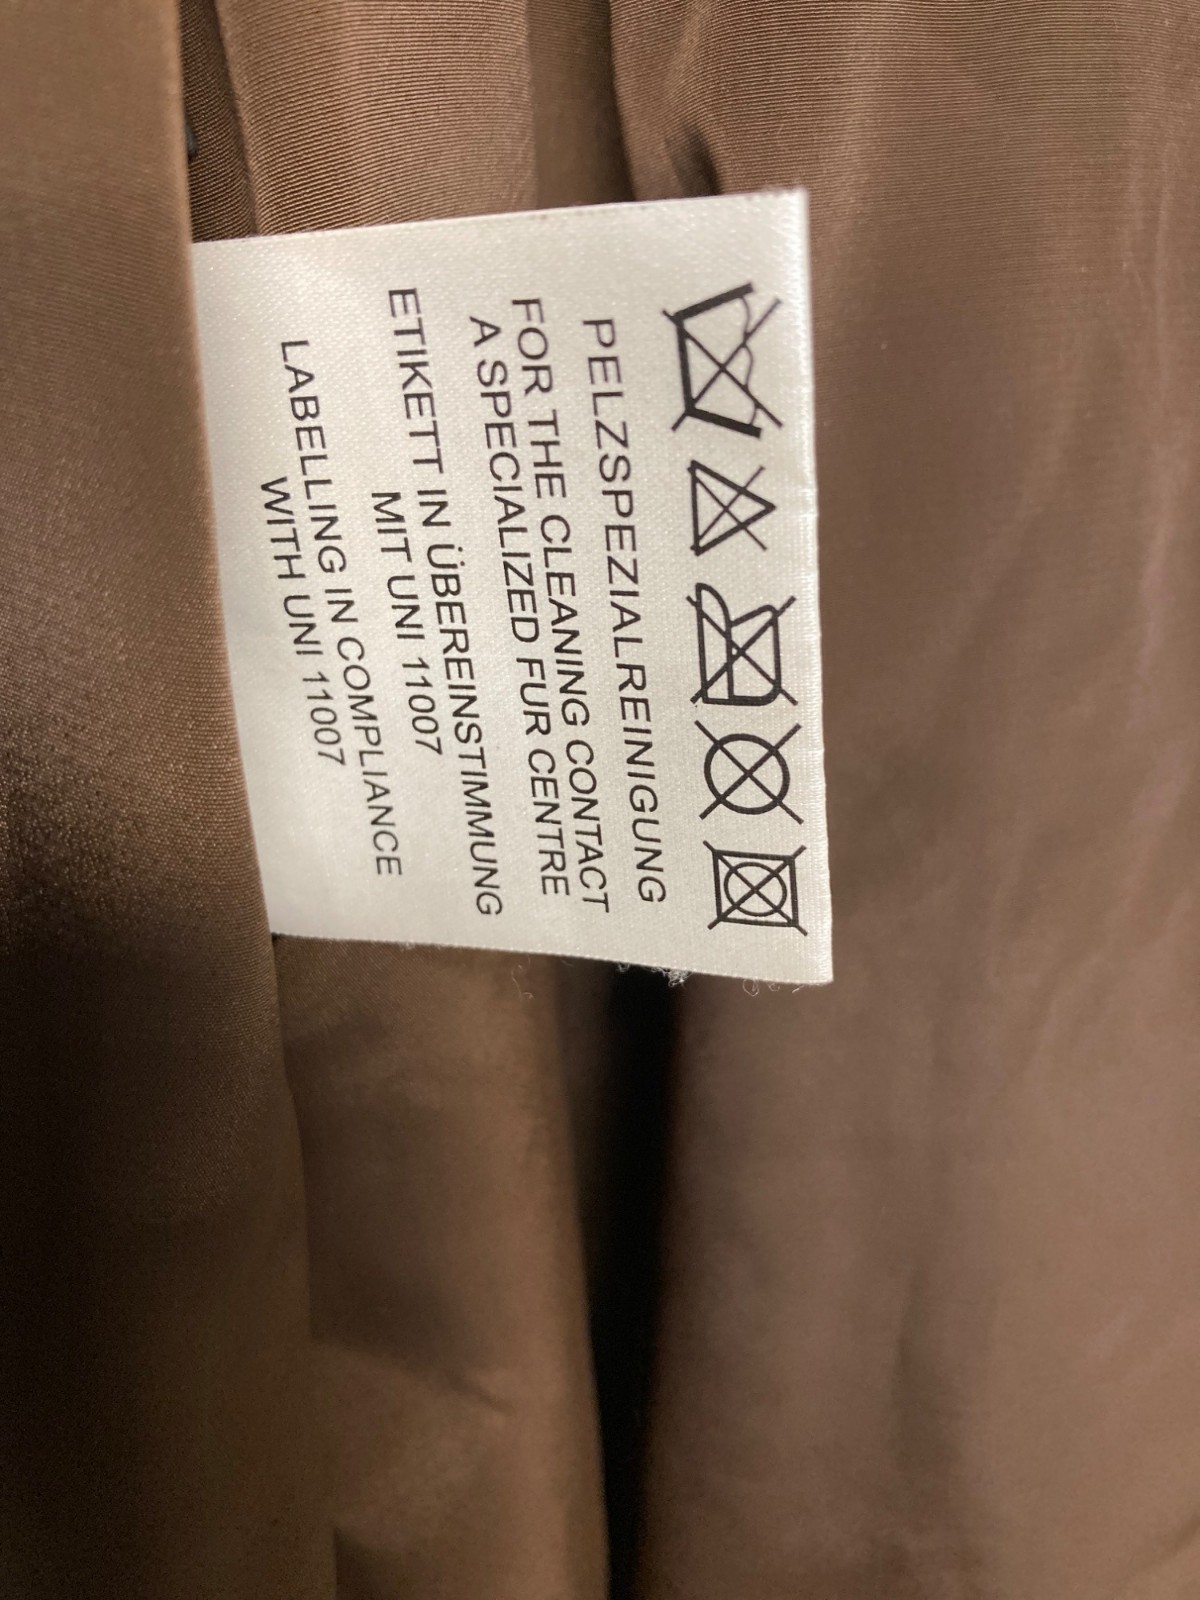 PELZSPEZIALREINIGUNG
FOR THE CLEANING CONTACT
A SPECIALIZED FUR CENTRE
ETIKETT IN ÜBEREINSTIMMUNG
MIT UNI 11007
LABELLING IN COMPLIANCE
WITH UNI 11007